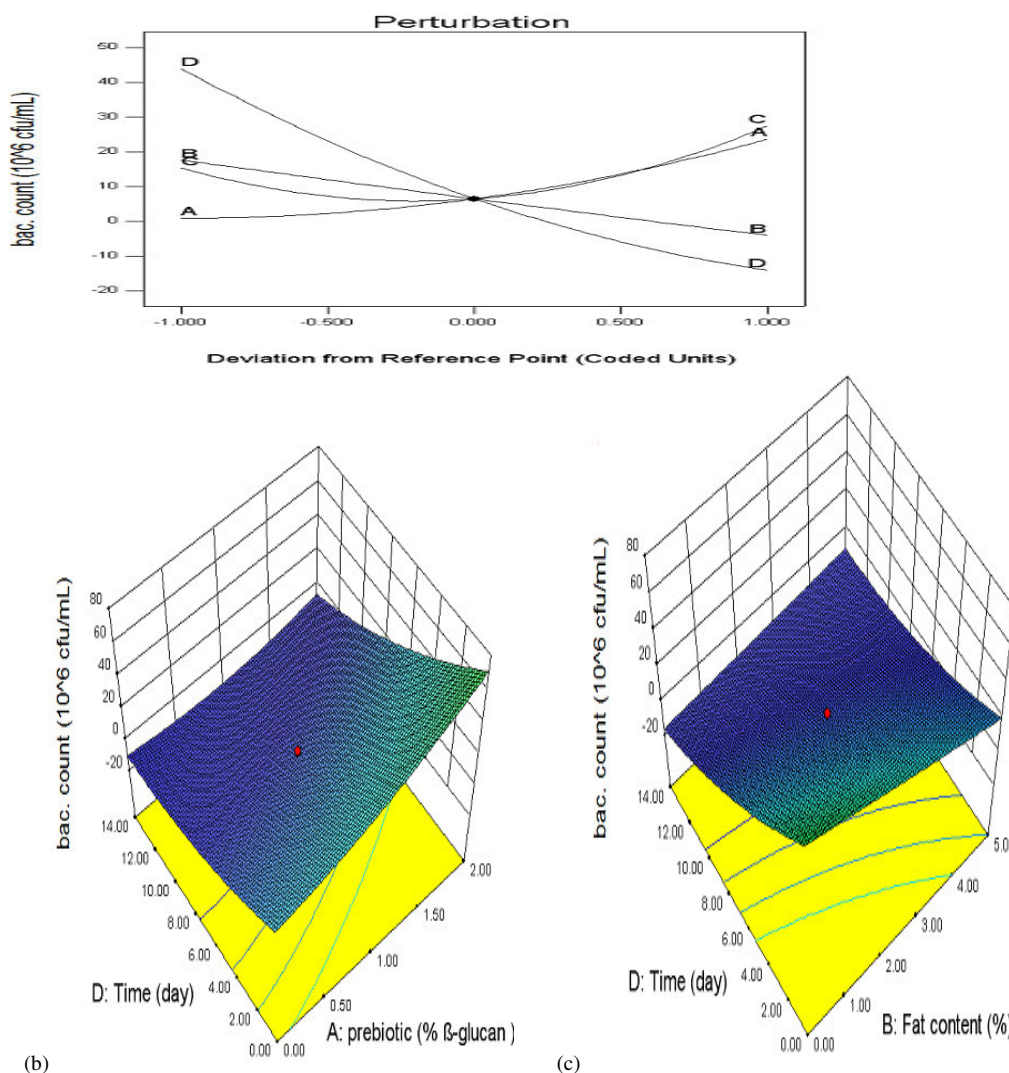 Perturbation
bac. count (10^6 cfu/mL)
50
40
30
20
10
0
-10
-20
D
B
C
A
C
A
B
D
-1.000 -0.500 0.000 0.500 1.000
Deviation from Reference Point (Coded Units)
bac. count (10^6 cfu/mL)
80
60
40
20
0
-20
14.00
12.00
10.00
8.00
6.00
4.00
2.00
0.00
D: Time (day)
0.00
0.50
1.00
1.50
2.00
A: prebiotic (% ß-glucan )
(b)
bac. count (10^6 cfu/mL)
80
60
40
20
0
-20
14.00
12.00
10.00
8.00
6.00
4.00
2.00
0.00
D: Time (day)
0.00
1.00
2.00
3.00
4.00
5.0
B: Fat content (%)
(c)